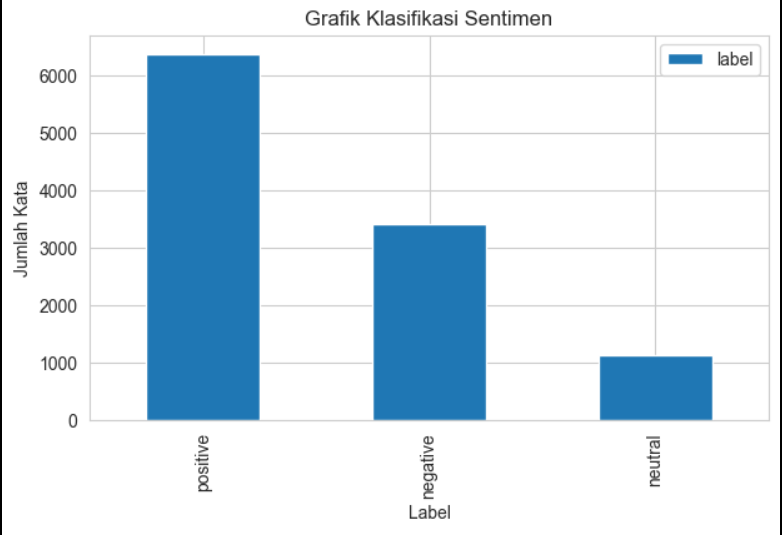 Grafik Klasifikasi Sentimen
label
6000
5000
4000
3000
2000
1000
0
Jumlah Kata
positive
negative
neutral
Label